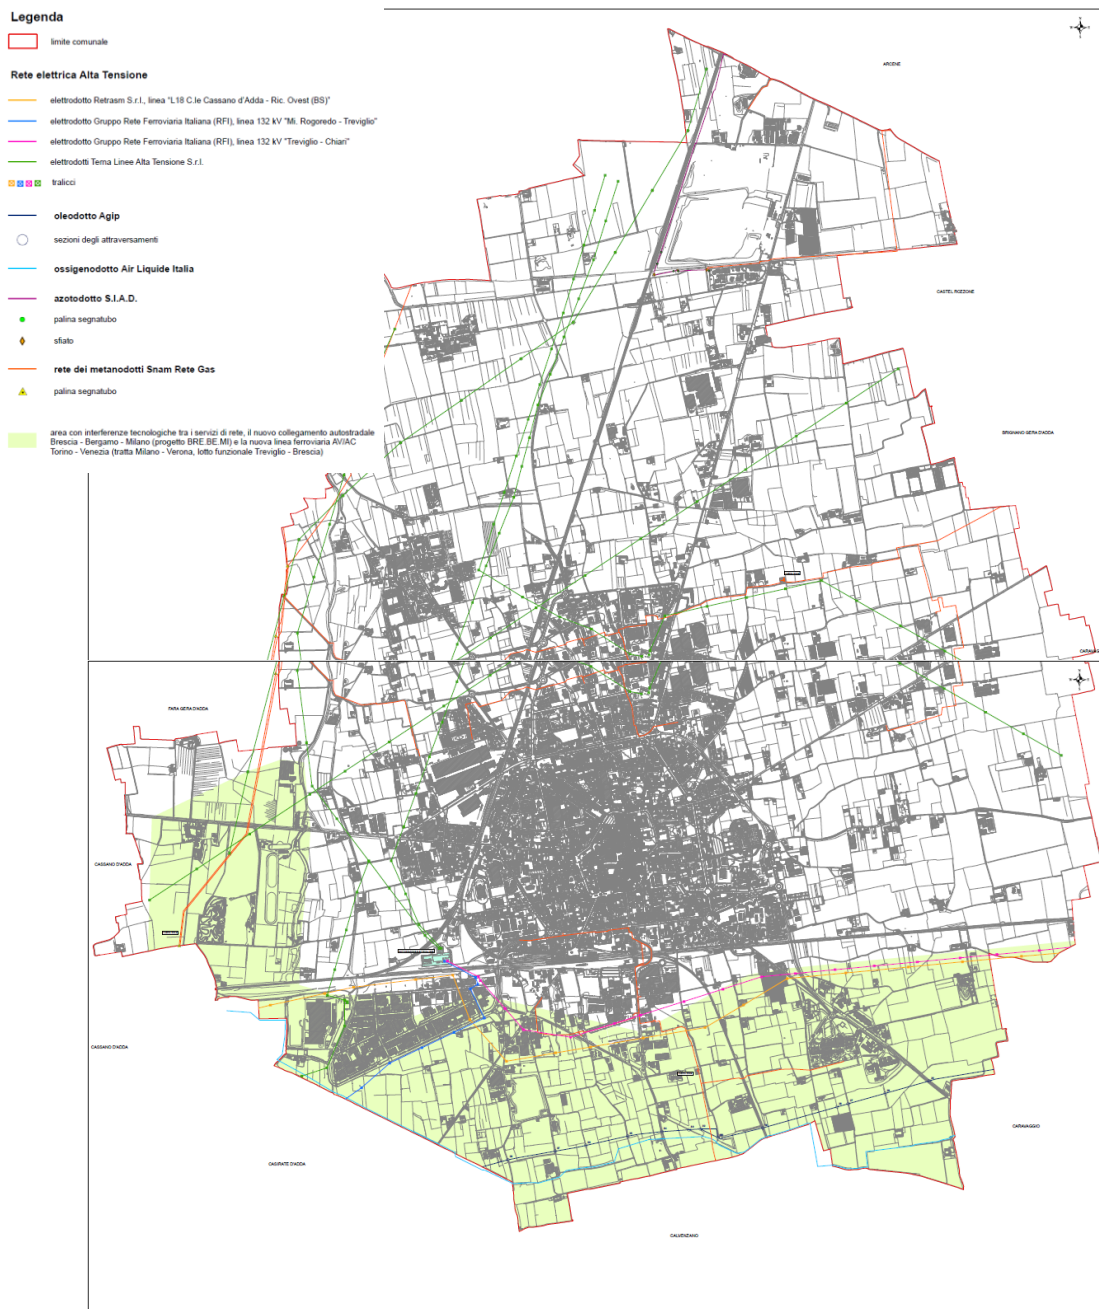 Legenda
limite comunale
Rete elettrica Alta Tensione
elettrodotto Retrasm S.r.l., linea "L18 C.le Cassano d'Adda - Ric. Ovest (BS)"
elettrodotto Gruppo Rete Ferroviaria Italiana (RFI), linea 132 kV "Mi. Rogoredo - Treviglio"
elettrodotto Gruppo Rete Ferroviaria Italiana (RFI), linea 132 kV "Treviglio - Chiari"
elettrodotti Terna Linee Alta Tensione S.r.l.
tralicci
oleodotto Agip
sezioni degli attraversamenti
ossigenodotto Air Liquide Italia
azotodotto S.I.A.D.
palina segnatubo
sfiato
rete dei metanodotti Snam Rete Gas
palina segnatubo
area con interferenze tecnologiche tra i servizi di rete, il nuovo collegamento autostradale
Brescia - Bergamo - Milano (progetto BRE.BE.MI) e la nuova linea ferroviaria AV/AC
Torino - Venezia (tratta Milano - Verona, lotto funzionale Treviglio - Brescia)
ARCENE
CASTEL ROZZONE
BRIGNANO GERA D'ADDA
CARAVAG
FARA GERA D'ADDA
CASSANO D'ADDA
CASSANO D'ADDA
CARAVAGGIO
CASIRATE D'ADDA
CALVENZANO